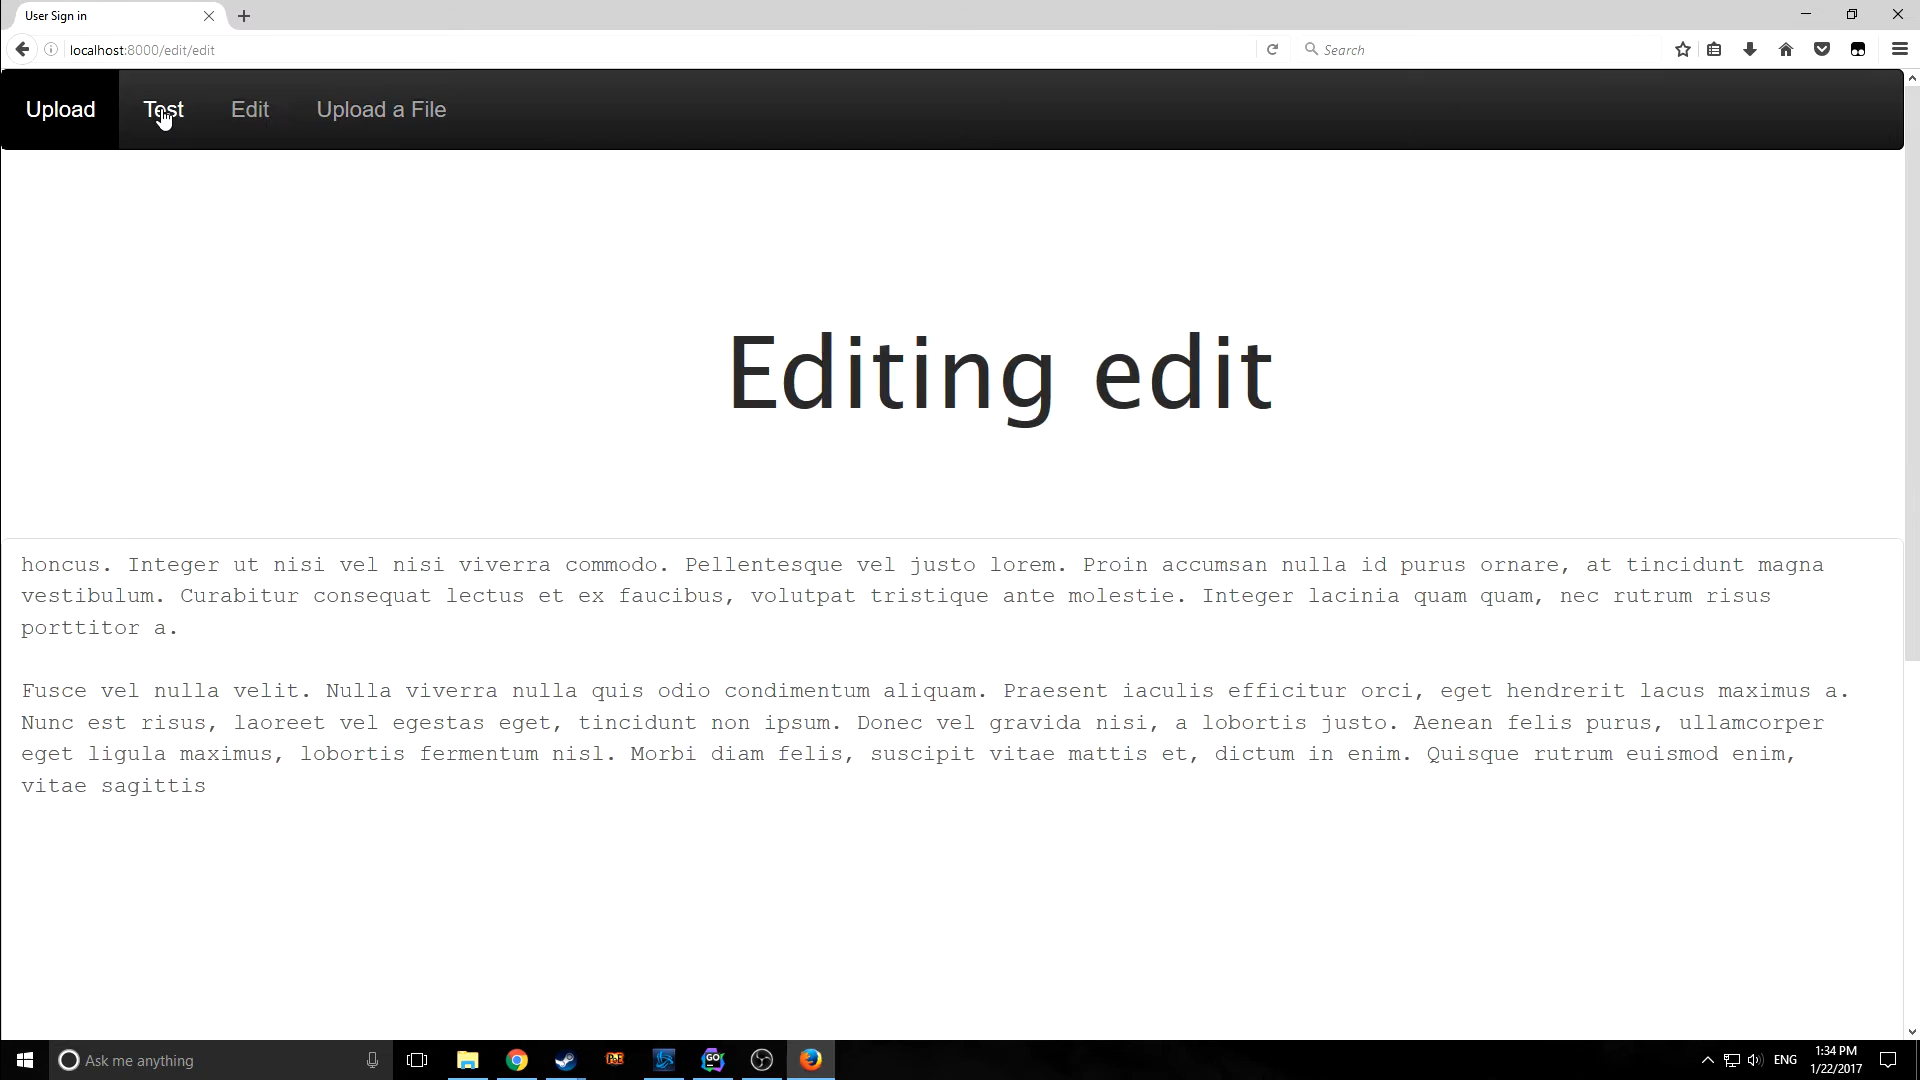 User Sign in
localhost:8000/edit/edit
Search
Upload Test Edit Upload a File
Editing edit
honcus. Integer ut nisi vel nisi viverra commodo. Pellentesque vel justo lorem. Proin accumsan nulla id purus ornare, at tincidunt magna
vestibulum. Curabitur consequat lectus et ex faucibus, volutpat tristique ante molestie. Integer lacinia quam quam, nec rutrum risus
porttitor a.
Fusce vel nulla velit. Nulla viverra nulla quis odio condimentum aliquam. Praesent iaculis efficitur orci, eget hendrerit lacus maximus a.
Nunc est risus, laoreet vel egestas eget, tincidunt non ipsum. Donec vel gravida nisi, a lobortis justo. Aenean felis purus, ullamcorper
eget ligula maximus, lobortis fermentum nisl. Morbi diam felis, suscipit vitae mattis et, dictum in enim. Quisque rutrum euismod enim,
vitae sagittis
Ask me anything
GO
ENG
1:34 PM
1/22/2017